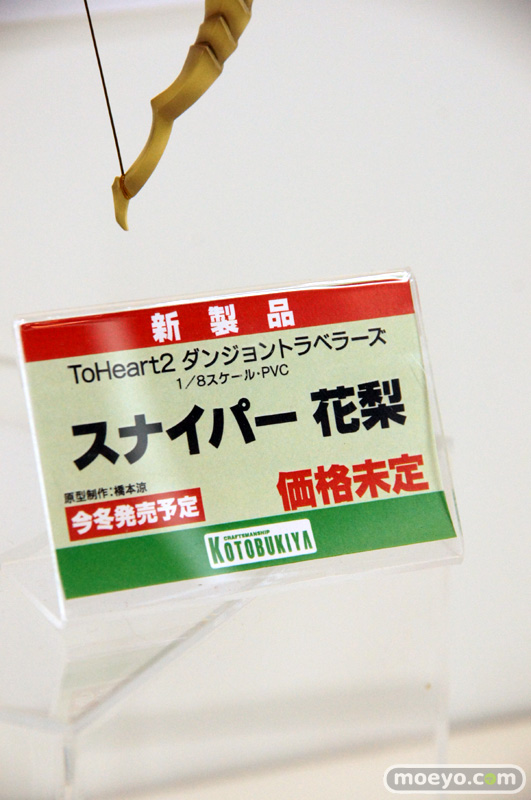 新製品
ToHeart2 ダンジョントラベラーズ
1/8スケール・PVC
スナイパー 花梨
原型制作:橋本涼
今冬発売予定
価格未定
CRAFTSMANSHIP
KOTOBUKIYA
moeyo.com